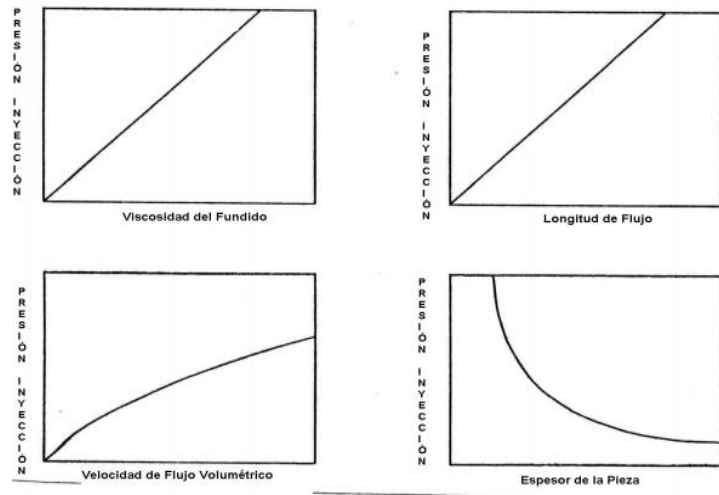 PRESIÓN INYECCIÓN
Viscosidad del Fundido
PRESIÓN INYECCIÓN
Longitud de Flujo
PRESIÓN INYECCIÓN
Velocidad de Flujo Volumétrico
PRESIÓN INYECCIÓN
Espesor de la Pieza